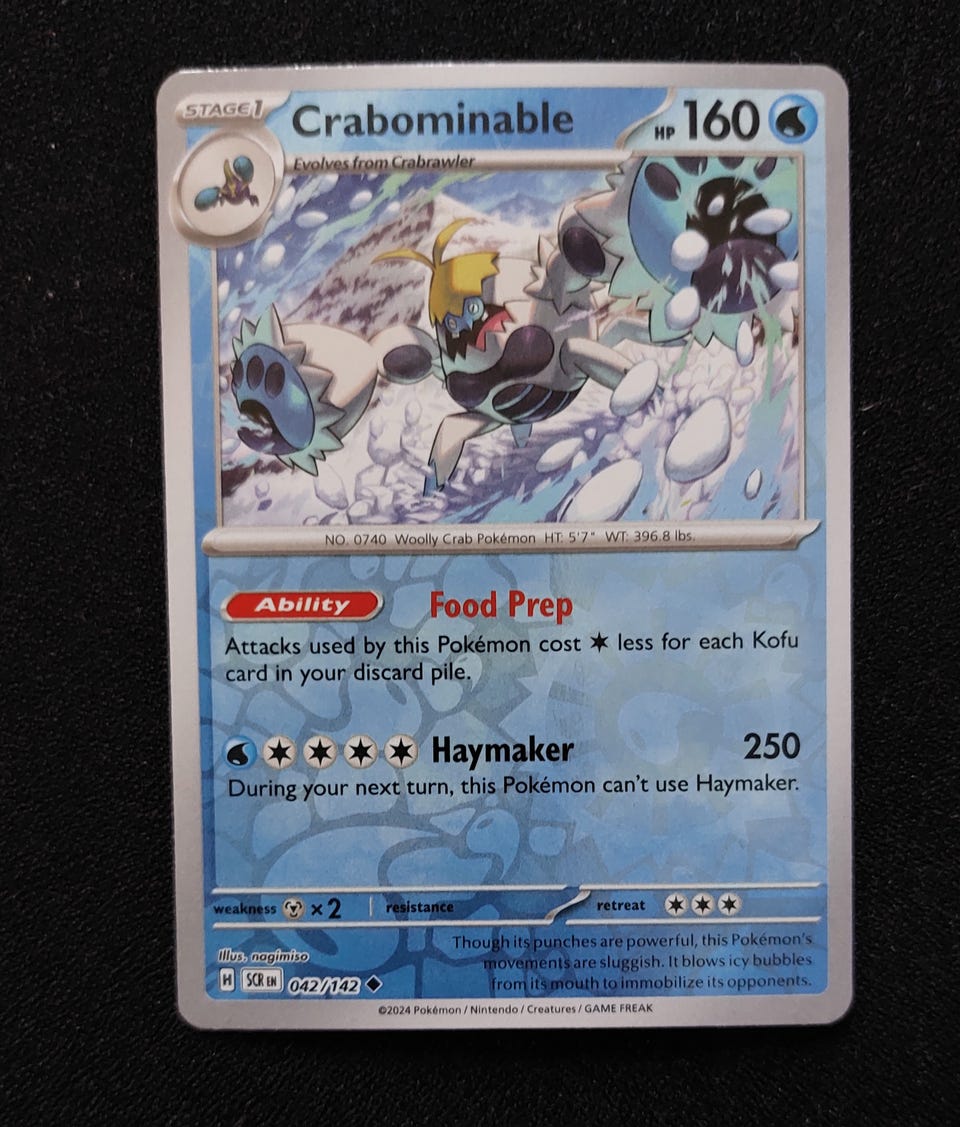 STAGE1 Crabominable HP 160
Evolves from Crabrawler
NO. 0740 Woolly Crab Pokémon HT: 5'7" WT: 396.8 lbs.
Ability Food Prep
Attacks used by this Pokémon cost less for each Kofu
card in your discard pile.
Haymaker 250
During your next turn, this Pokémon can't use Haymaker.
weakness ×2 resistance retreat
Though its punches are powerful, this Pokémon's
movements are sluggish. It blows icy bubbles
from its mouth to immobilize its opponents.
Illus. nagimiso
H SCR EN 042/142
©2024 Pokémon / Nintendo / Creatures / GAME FREAK